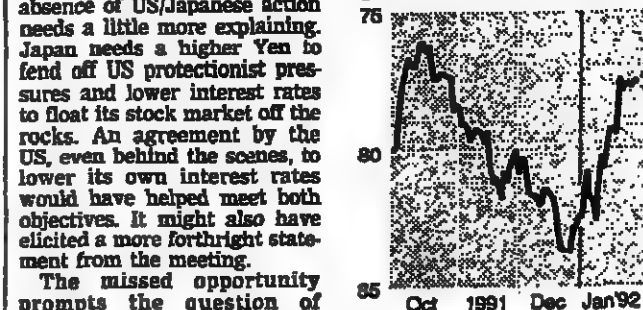 absence of US/Japanese action
needs a little more explaining.
Japan needs a higher Yen to
fend off US protectionist pres-
sures and lower interest rates
to float its stock market off the
rocks. An agreement by the
US, even behind the scenes, to
lower its own interest rates
would have helped meet both
objectives. It might also have
elicited a more forthright state-
ment from the meeting.
The missed opportunity
prompts the question of
75
80
85
Oct 1991 Dec Jan'92